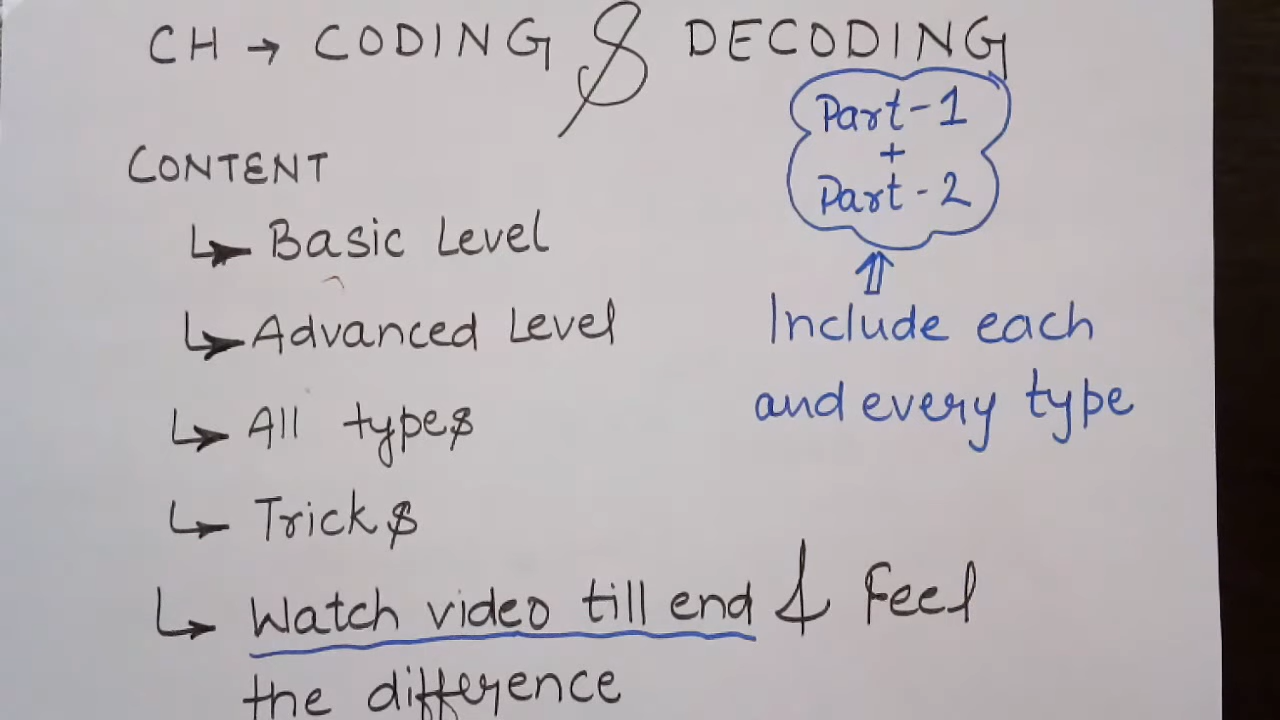 CH → CODING & DECODING
Part-1
+
Part-2
CONTENT
↳ Basic Level
↳ Advanced Level
↳ All types
↳ Tricks
↳ Watch video till end & Feel
the difference
⇑
Include each
and every type